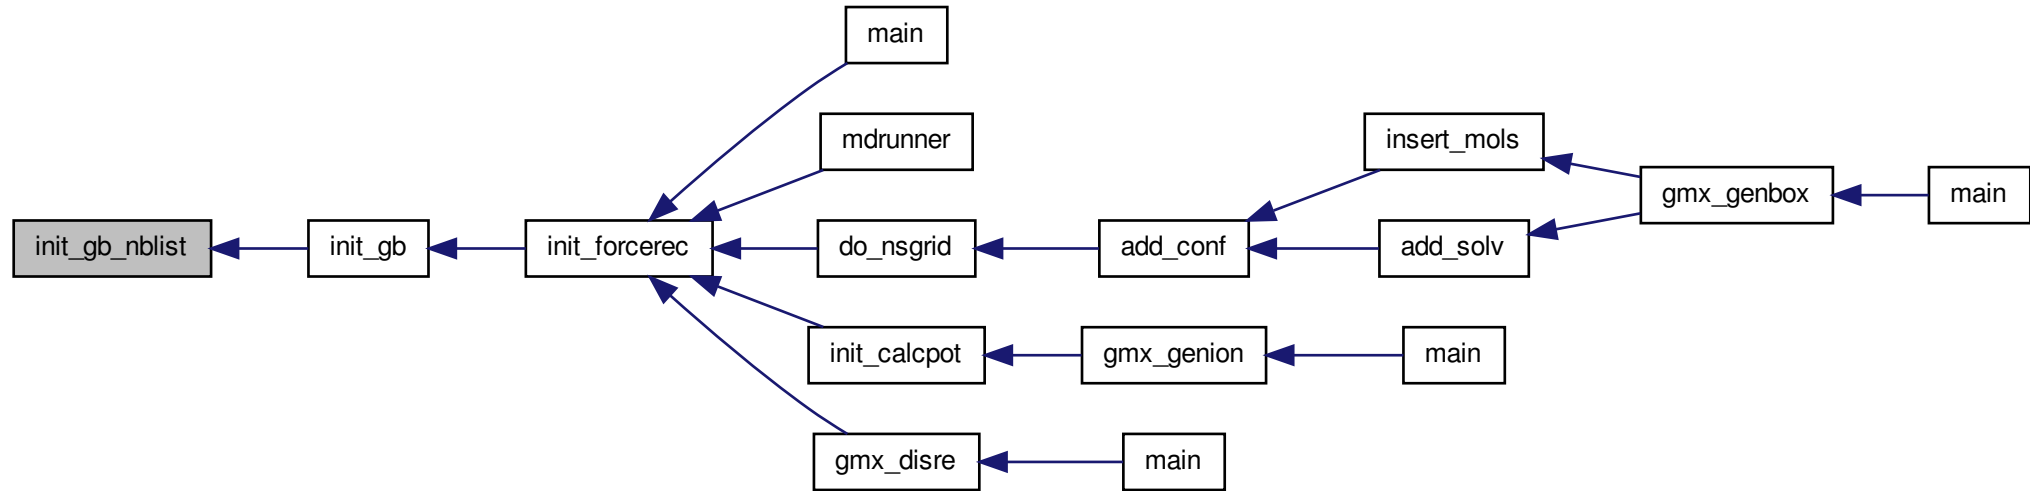 main
mdrunner
insert_mols
gmx_genbox
main
init_gb_nblist
init_gb
init_forcerec
do_nsgrid
add_conf
add_solv
init_calcpot
gmx_genion
main
gmx_disre
main